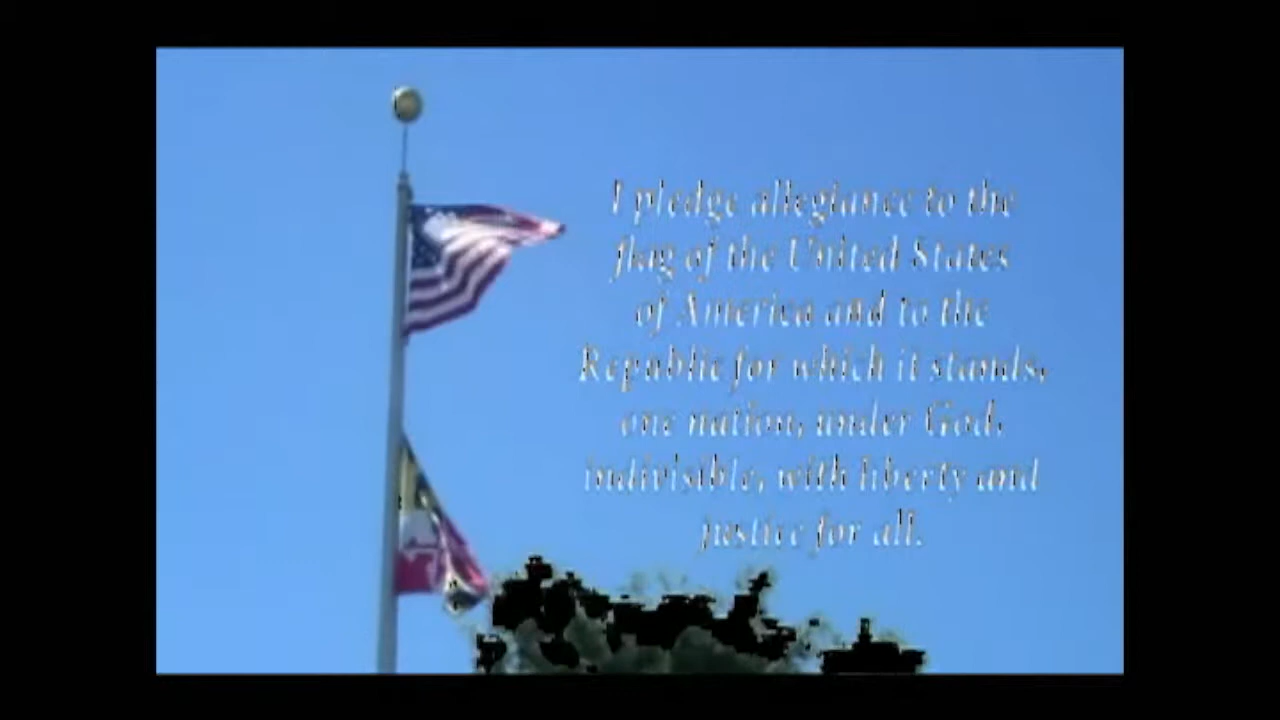 I pledge allegiance to the
flag of the United States
of America and to the
Republic for which it stands,
one nation, under God,
indivisible, with liberty and
justice for all.